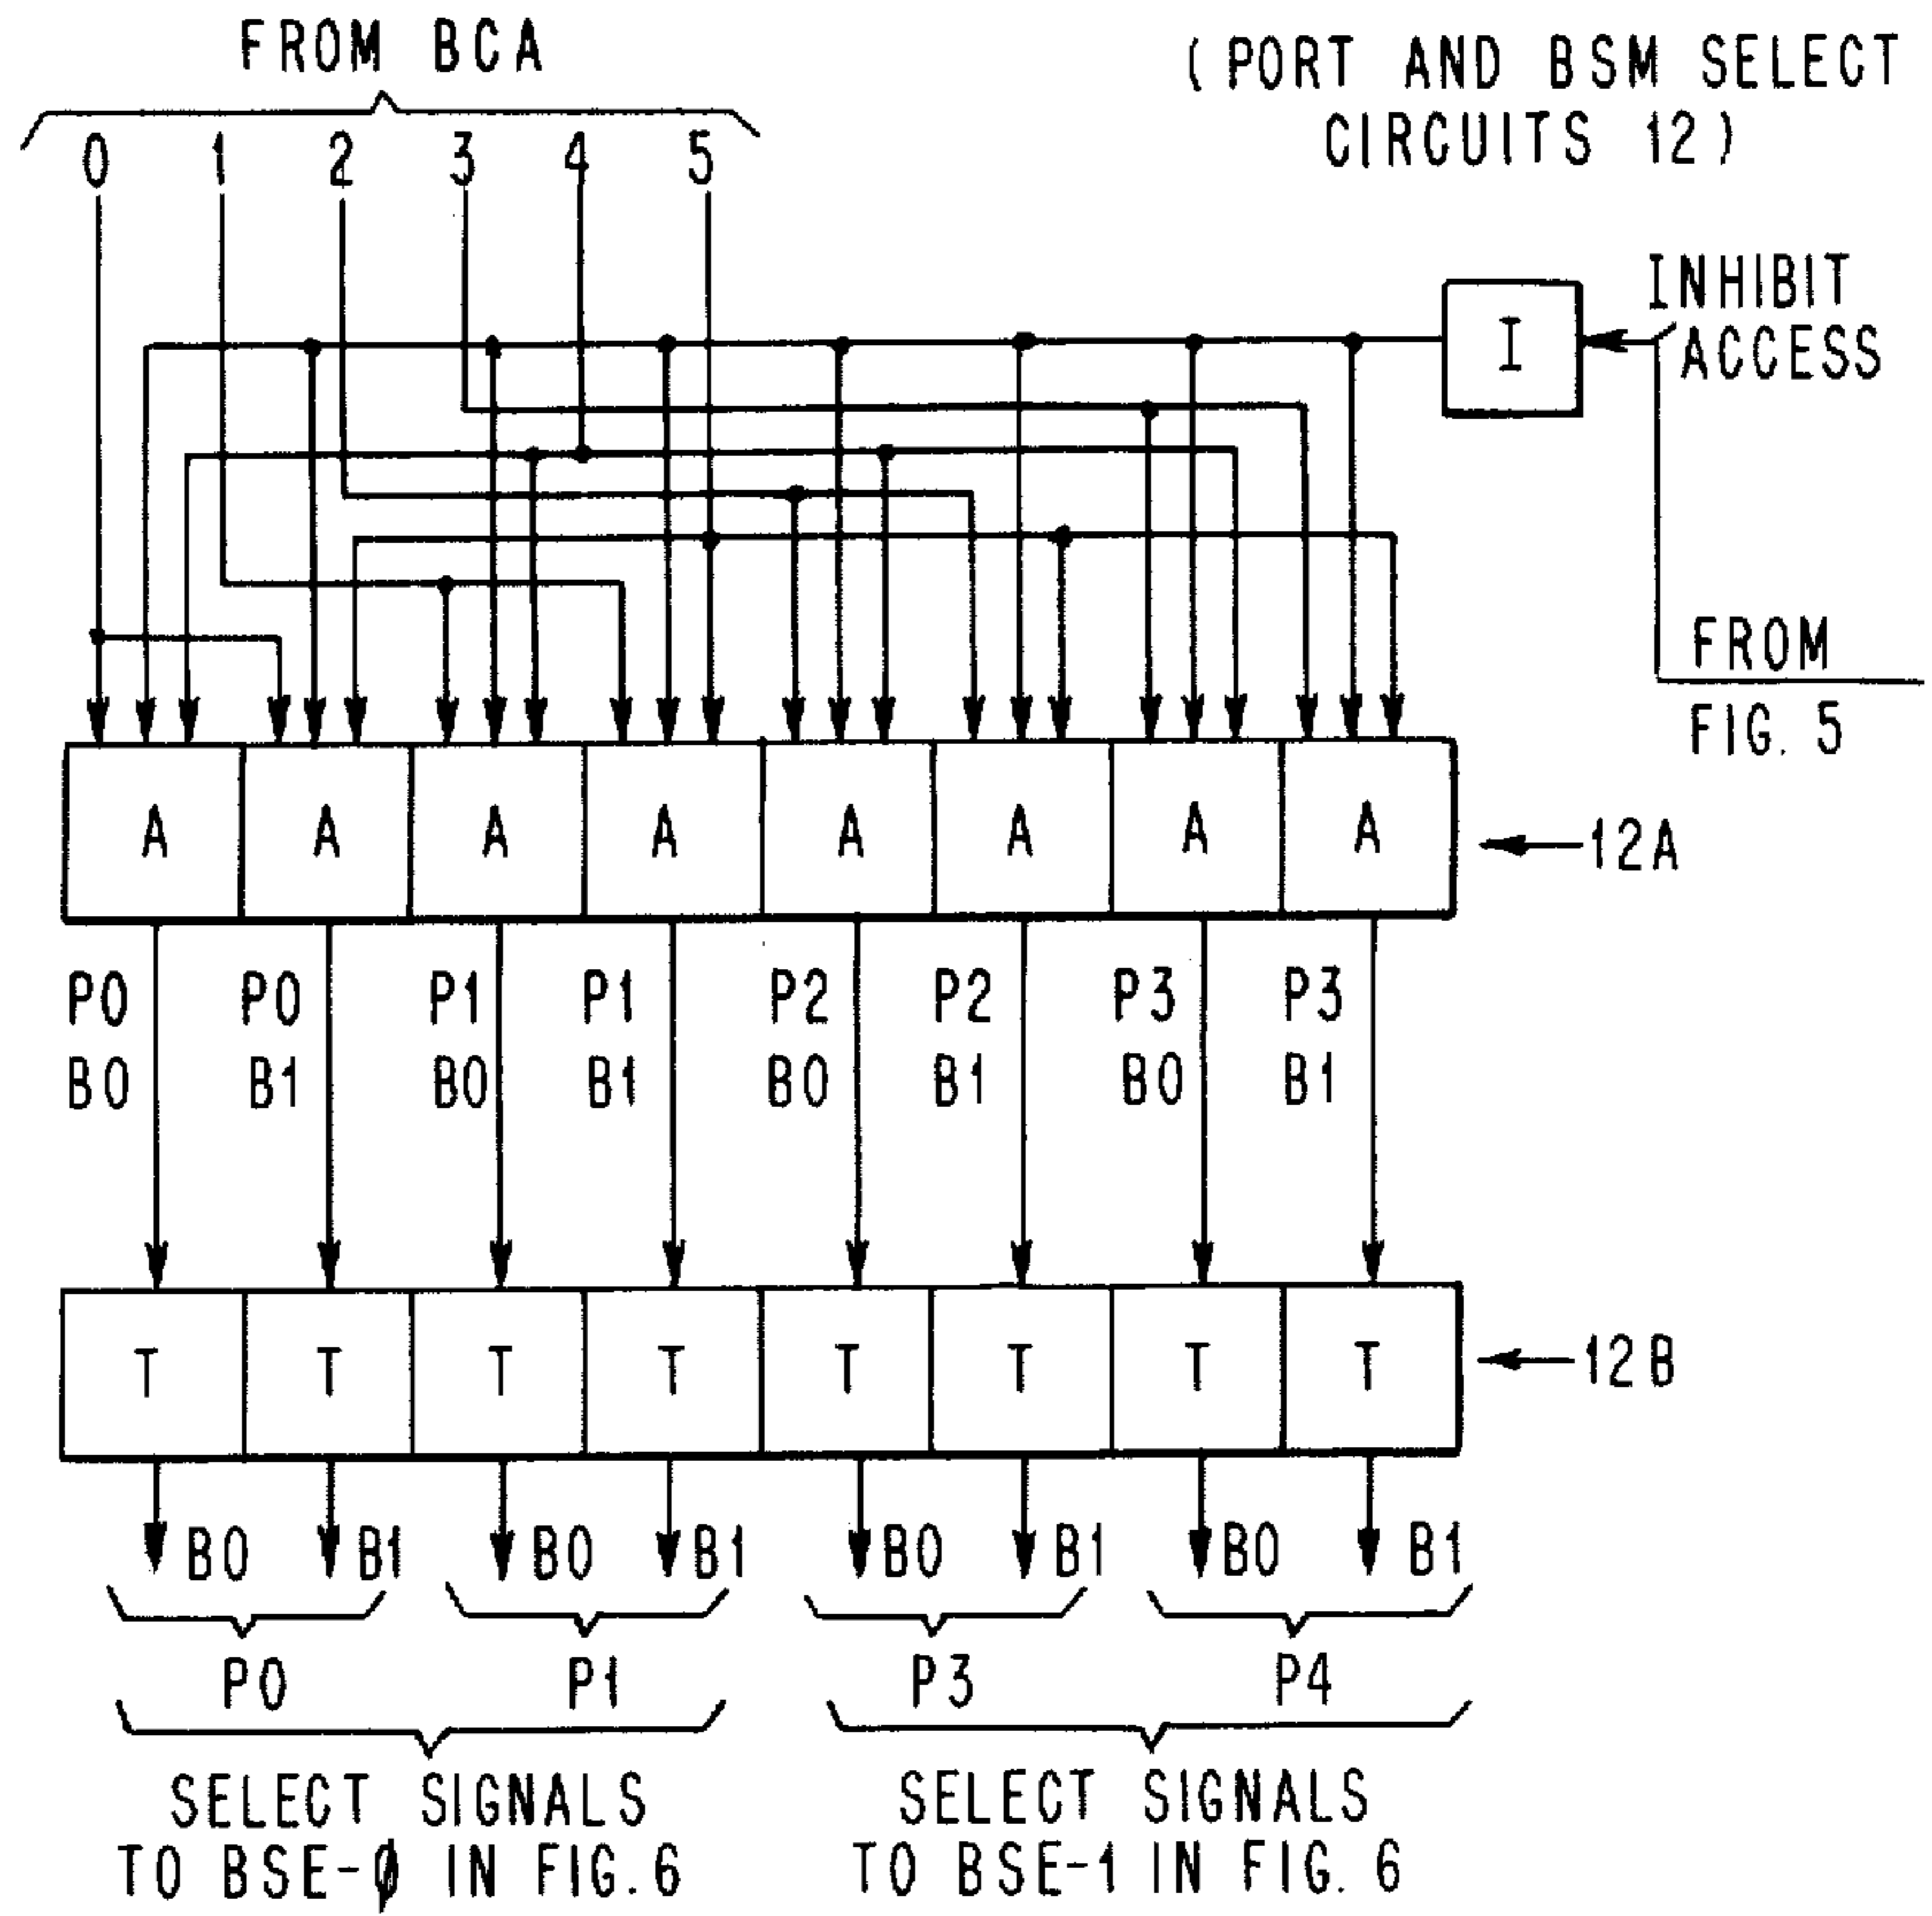 FROM BCA
(PORT AND BSM SELECT
CIRCUITS 12)
0 1 2 3 4 5
INHIBIT
ACCESS
I
FROM
FIG. 5
A A A A A A A A
12A
P0 P0 P1 P1 P2 P2 P3 P3
B0 B1 B0 B1 B0 B1 B0 B1
T T T T T T T T
12B
B0 B1 B0 B1 B0 B1 B0 B1
P0 P1 P3 P4
SELECT SIGNALS
TO BSE-0 IN FIG.6
SELECT SIGNALS
TO BSE-1 IN FIG. 6